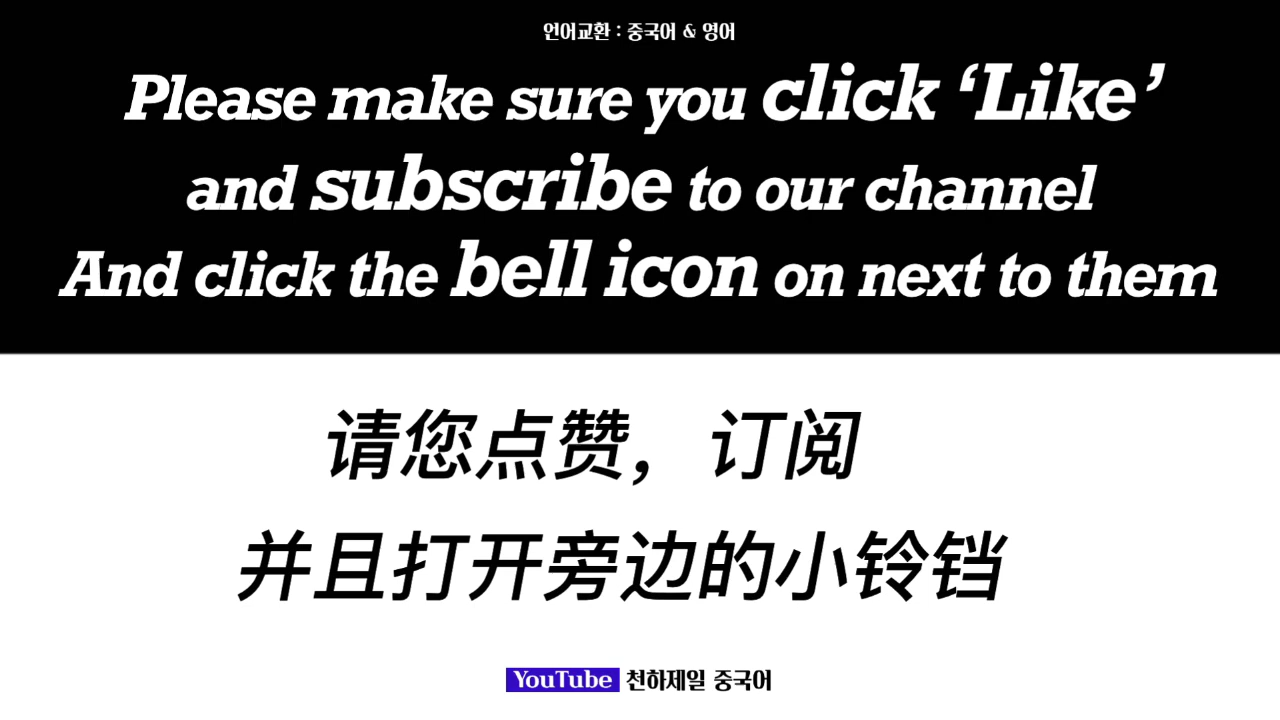 언어교환 : 중국어 & 영어
Please make sure you click ‘Like’
and subscribe to our channel
And click the bell icon on next to them
请您点赞，订阅
并且打开旁边的小铃铛
YouTube 천하제일 중국어